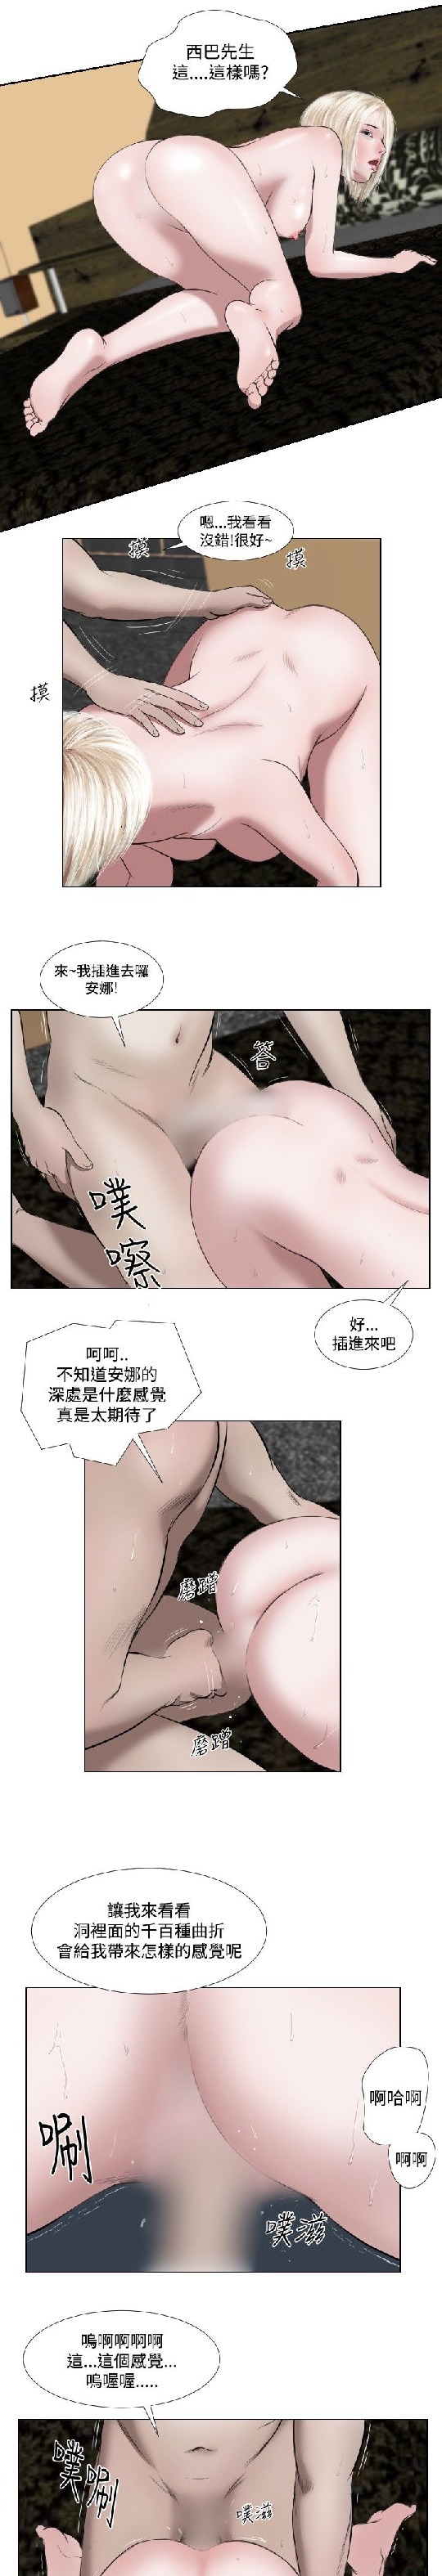 西巴先生
這....這樣嗎?
嗯...我看看
沒錯!很好~
摸
摸
摸
來~我插進去囉
安娜!
答
噗嚓
好...
插進來吧
呵呵..
不知道安娜的
深處是什麼感覺
真是太期待了
磨蹭
磨蹭
讓我來看看
洞裡面的千百種曲折
會給我帶來怎樣的感覺呢
啊哈啊
啊啊
唰
噗滋
嗚啊啊啊啊
這...這個感覺...
嗚喔喔.....
噗唰
噗滋